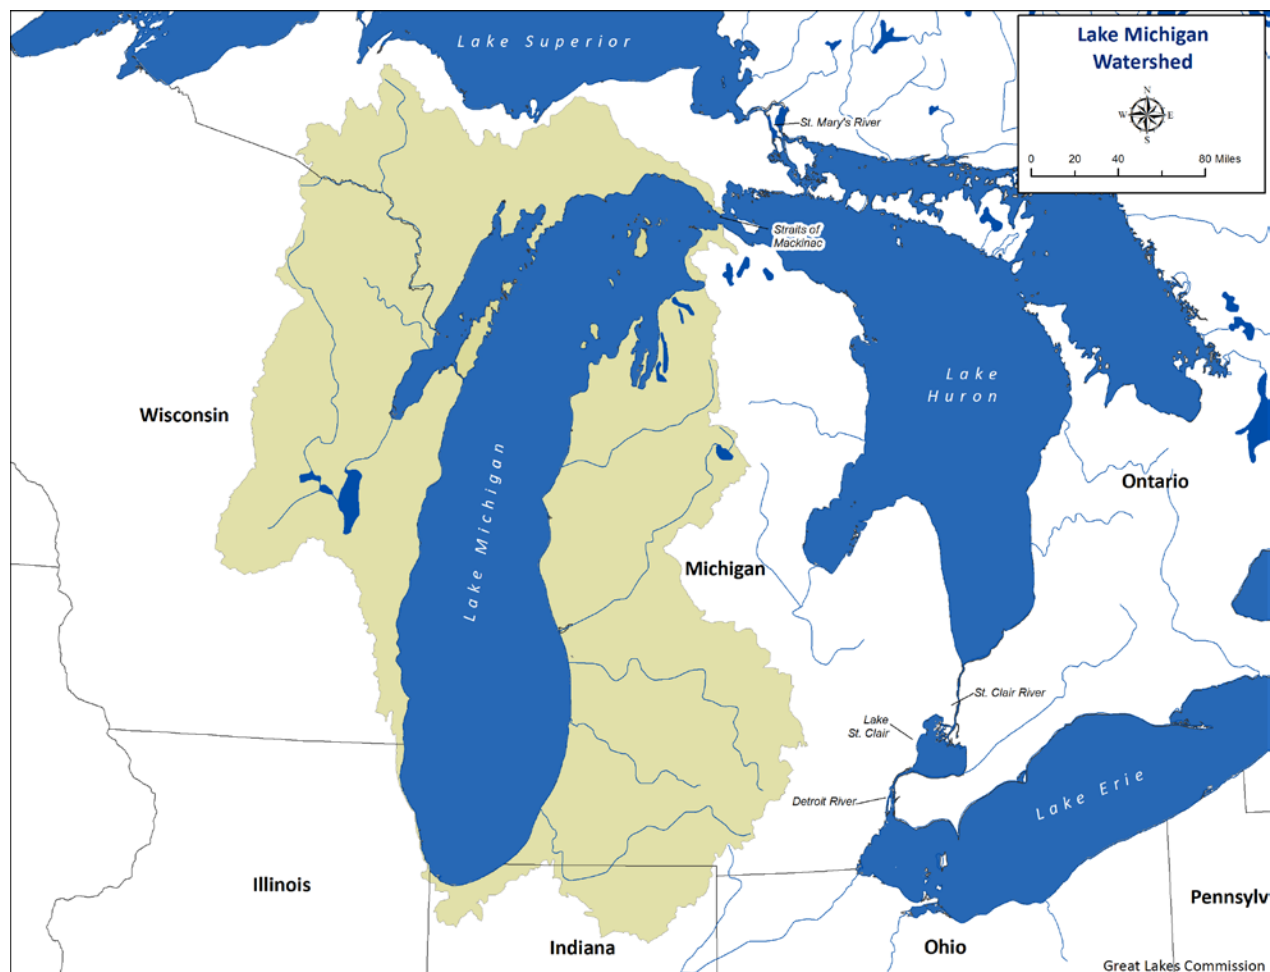 Lake Superior
Lake Michigan
Watershed
N
W E
S
0 20 40 80 Miles
St. Mary's River
Straits of
Mackinac
Lake
Huron
Wisconsin
Lake Michigan
Ontario
Michigan
St. Clair River
Lake
St. Clair
Detroit River
Lake Erie
Illinois
Pennsylv
Indiana
Ohio
Great Lakes Commission